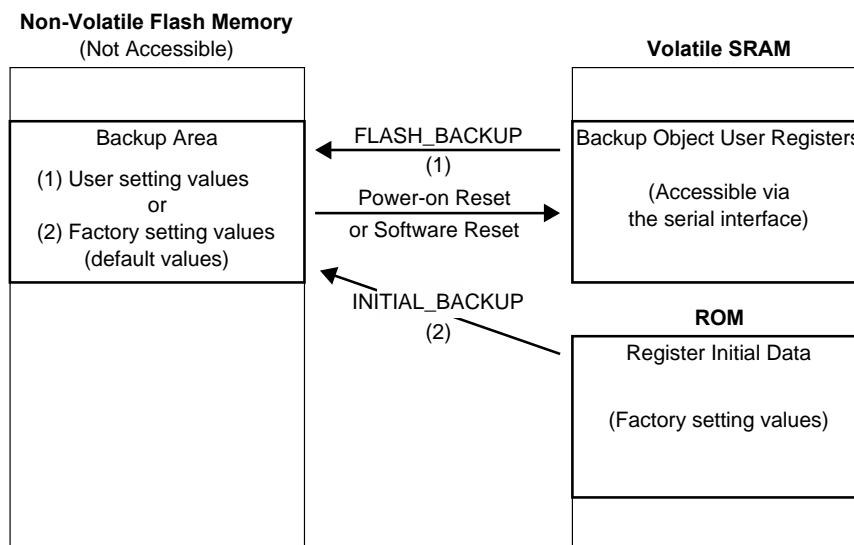 Non-Volatile Flash Memory
(Not Accessible)
Volatile SRAM
Backup Area
(1) User setting values
or
(2) Factory setting values
(default values)
FLASH_BACKUP
(1)
Power-on Reset
or Software Reset
INITIAL_BACKUP
(2)
Backup Object User Registers
(Accessible via
the serial interface)
ROM
Register Initial Data
(Factory setting values)